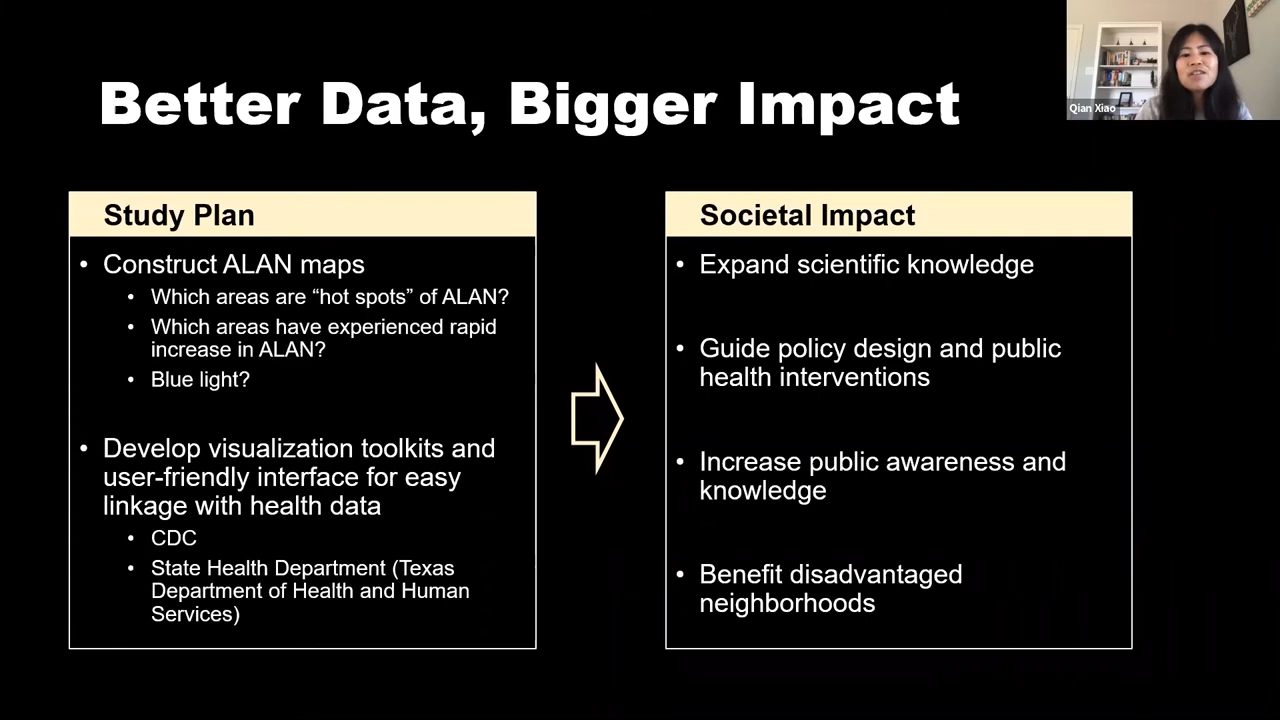 Better Data, Bigger Impact
Qian Xiao
Study Plan
• Construct ALAN maps
• Which areas are “hot spots” of ALAN?
• Which areas have experienced rapid
increase in ALAN?
• Blue light?
• Develop visualization toolkits and
user-friendly interface for easy
linkage with health data
• CDC
• State Health Department (Texas
Department of Health and Human
Services)
Societal Impact
• Expand scientific knowledge
• Guide policy design and public
health interventions
• Increase public awareness and
knowledge
• Benefit disadvantaged
neighborhoods